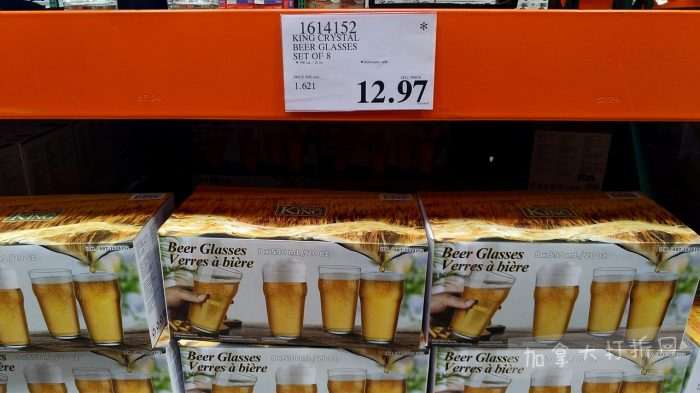 1614152 *
KING CRYSTAL
BEER GLASSES
SET OF 8
1.621
12.97
KING
Beer Glasses
Verres à bière
Beer Glasses
Verres à bière
Beer Glasses
Verres à bière
Beer Glasses
Verres à bière
加拿大打折网